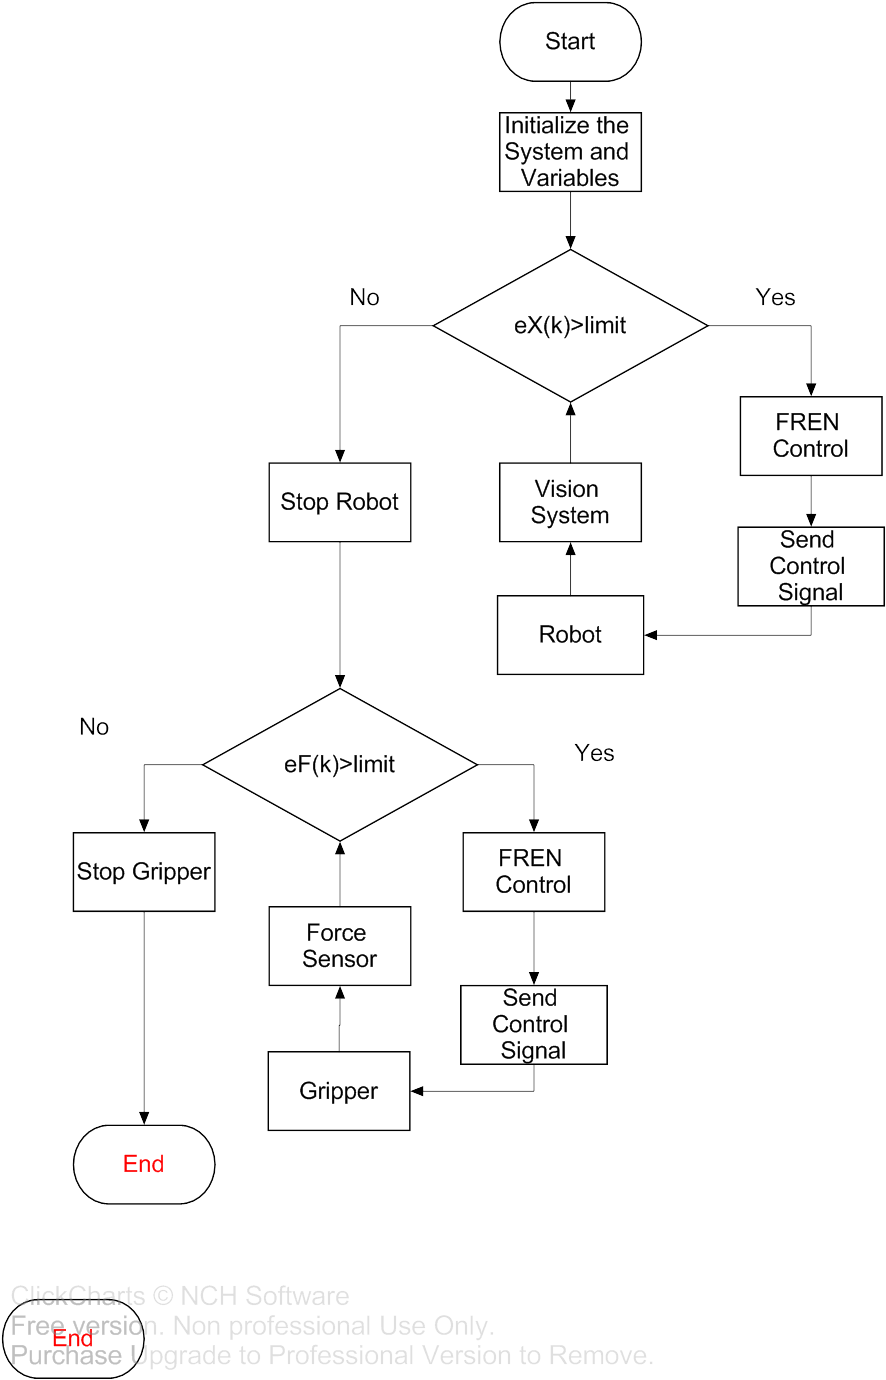 Start
Initialize the
System and
Variables
No
Yes
eX(k)>limit
FREN
Control
Stop Robot
Vision
System
Send
Control
Signal
Robot
No
Yes
eF(k)>limit
Stop Gripper
FREN
Control
Force
Sensor
Send
Control
Signal
Gripper
End
ClickCharts © NCH Software
Free version. Non professional Use Only.
End
Purchase Upgrade to Professional Version to Remove.